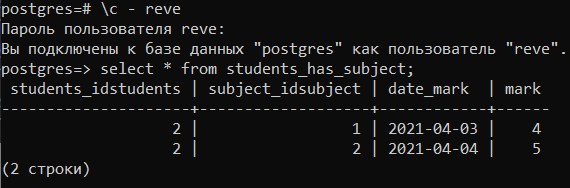 postgres=# \c - reve
Пароль пользователя reve:
Вы подключены к базе данных "postgres" как пользователь "reve".
postgres=> select * from students_has_subject;
 students_idstudents | subject_idsubject | date_mark  | mark
---------------------+-------------------+------------+------
                   2 |                 1 | 2021-04-03 |    4
                   2 |                 2 | 2021-04-04 |    5
(2 строки)